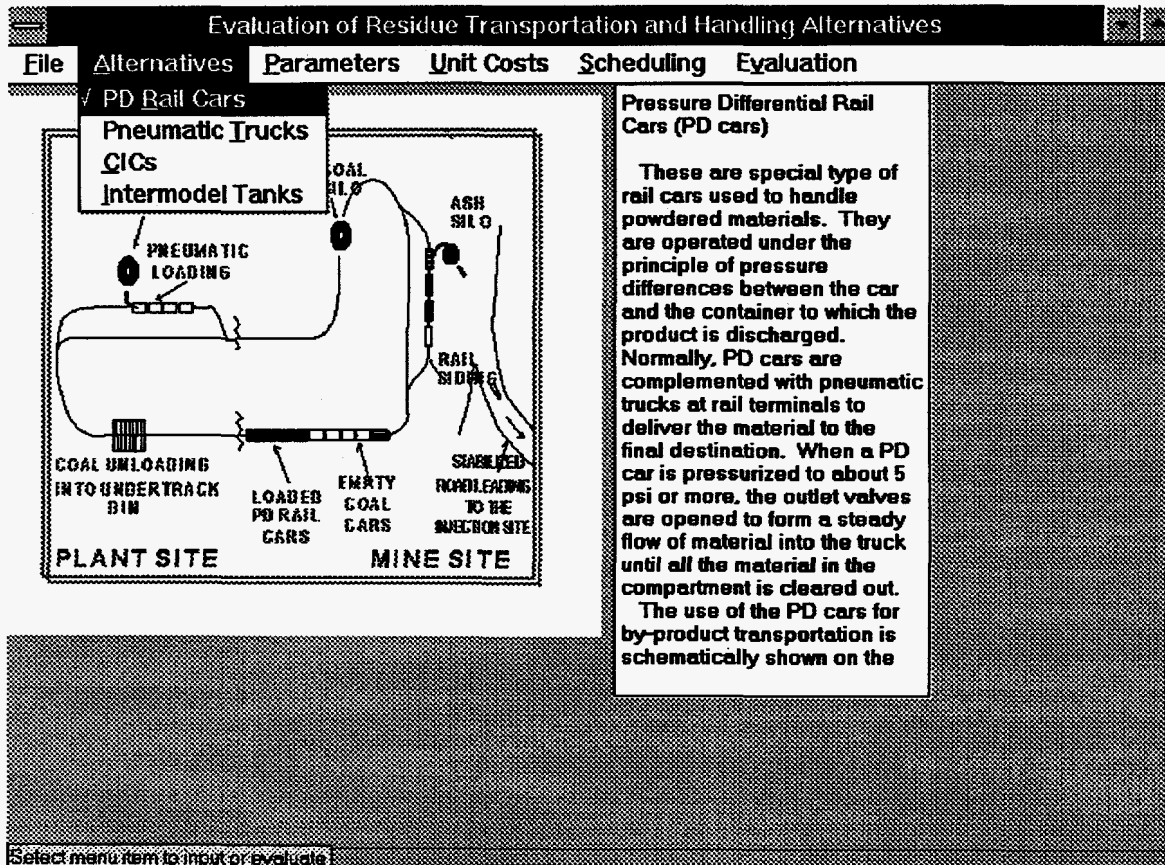 Evaluation of Residue Transportation and Handling Alternatives
File Alternatives Parameters Unit Costs Scheduling Evaluation
√ PD Rail Cars
Pneumatic Trucks
CICs
Intermodel Tanks
ASH
SILO
PNEUMATIC
LOADING
RAIL
SIDING
COAL UNLOADING
INTO UNDERTRACK
BIN
LOADED
PD RAIL
CARS
EMPTY
COAL
CARS
STABILIZED
ROAD LEADING
TO THE
INJECTION SITE
PLANT SITE
MINE SITE
Pressure Differential Rail
Cars (PD cars)
These are special type of
rail cars used to handle
powdered materials. They
are operated under the
principle of pressure
differences between the car
and the container to which the
product is discharged.
Normally, PD cars are
complemented with pneumatic
trucks at rail terminals to
deliver the material to the
final destination. When a PD
car is pressurized to about 5
psi or more, the outlet valves
are opened to form a steady
flow of material into the truck
until all the material in the
compartment is cleared out.
The use of the PD cars for
by-product transportation is
schematically shown on the
Select menu item to input or evaluate